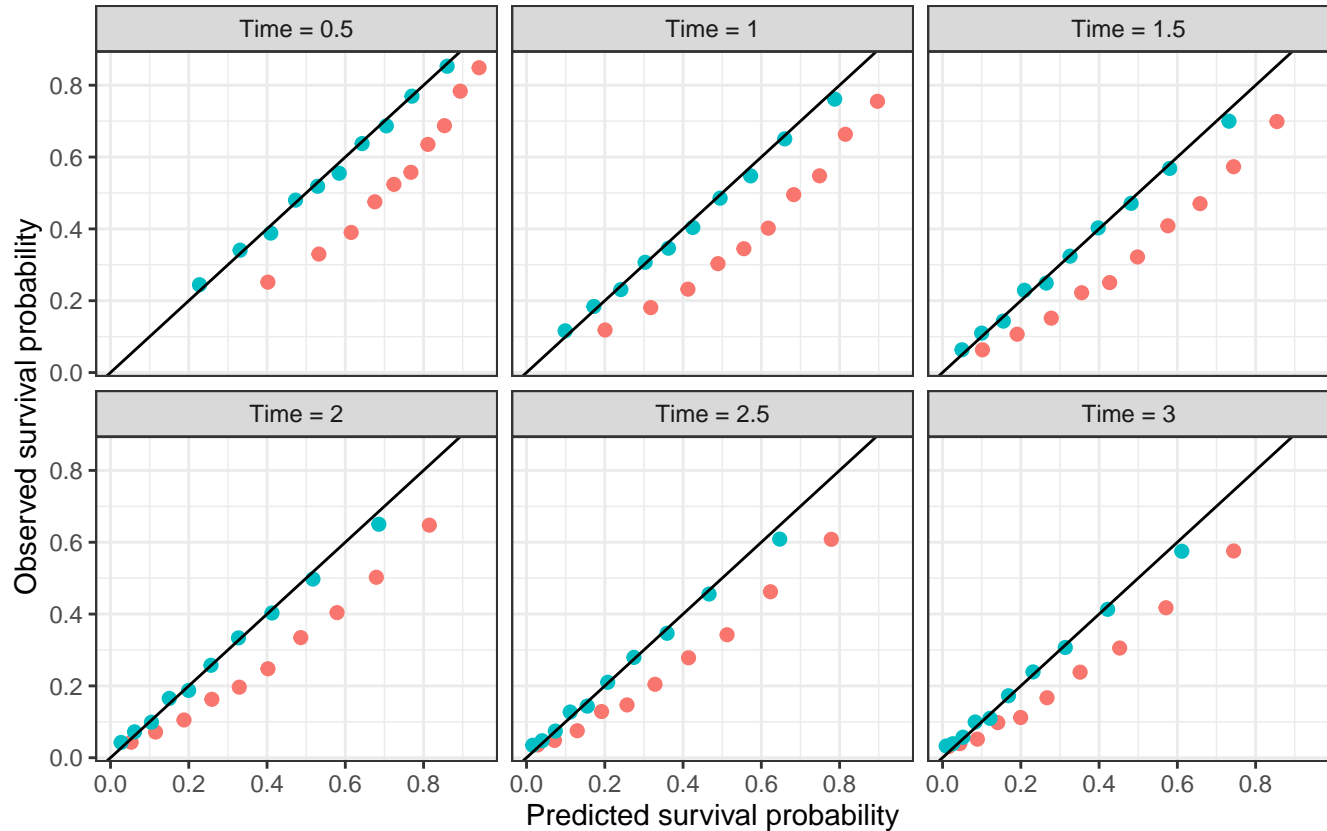 Time = 0.5 Time = 1 Time = 1.5
0.8
0.6
0.4
0.2
0.0
Time = 2 Time = 2.5 Time = 3
0.8
0.6
0.4
0.2
0.0
0.0 0.2 0.4 0.6 0.8 0.0 0.2 0.4 0.6 0.8 0.0 0.2 0.4 0.6 0.8
Observed survival probability
Predicted survival probability